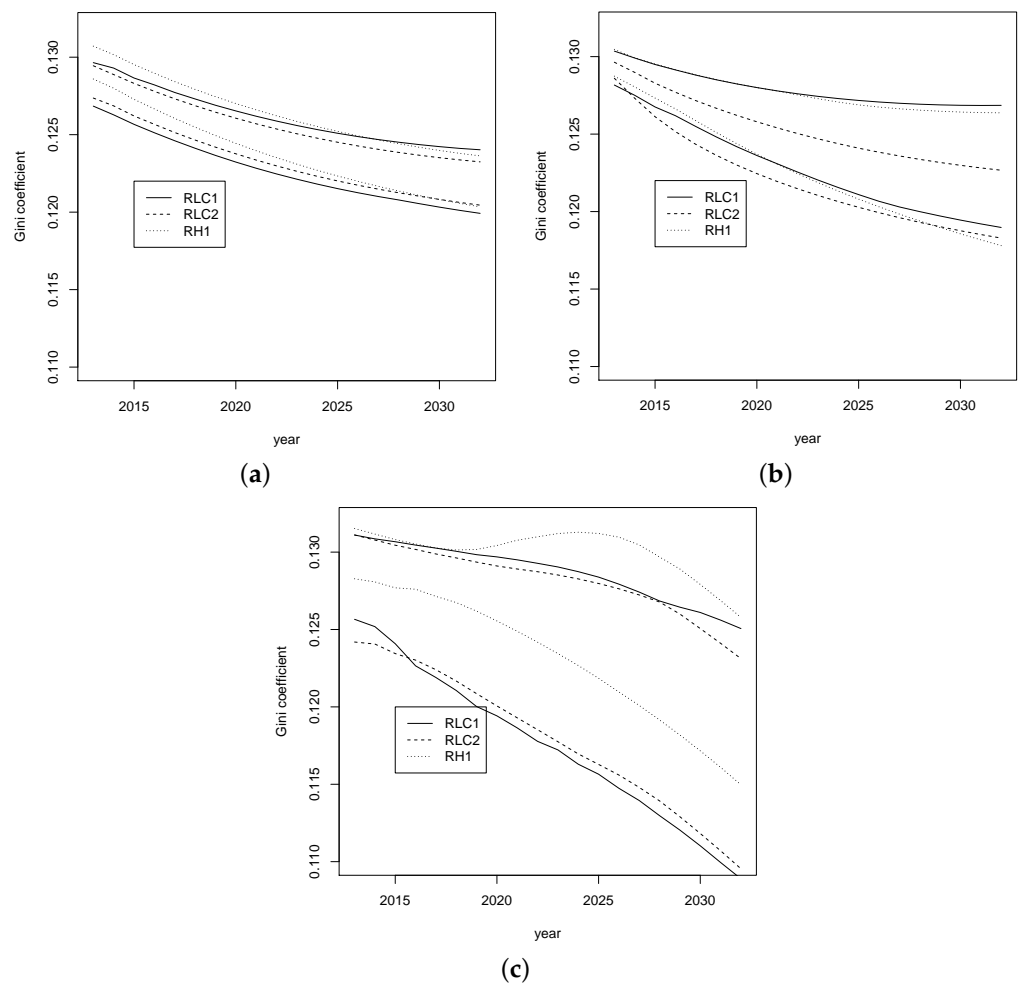 Gini coefficient
0.130
0.125
0.120
0.115
0.110
RLC1
RLC2
RH1
2015 2020 2025 2030
year
(a)
Gini coefficient
0.130
0.125
0.120
0.115
0.110
RLC1
RLC2
RH1
2015 2020 2025 2030
year
(b)
Gini coefficient
0.130
0.125
0.120
0.115
0.110
RLC1
RLC2
RH1
2015 2020 2025 2030
year
(c)